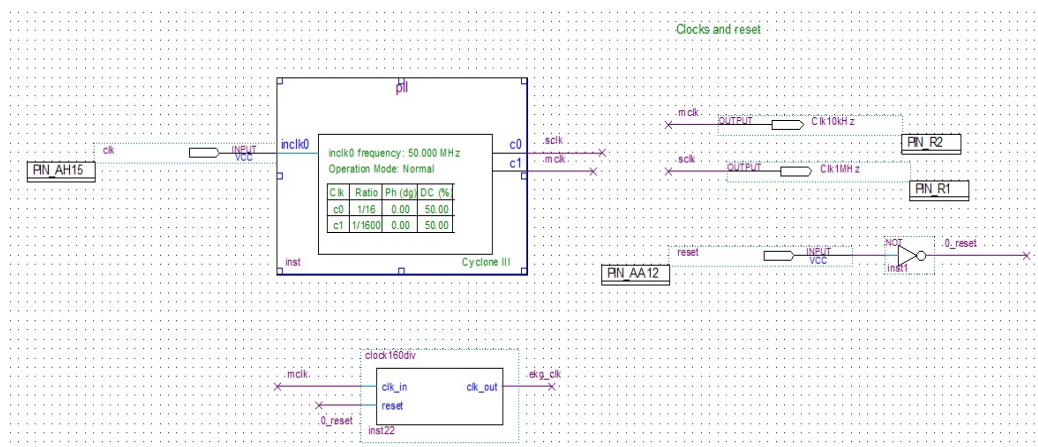 Clocks and reset
pll
clk
INPUT
VCC
PIN_AH15
inclk0
inclk0 frequency: 50.000 MHz
Operation Mode: Normal
Clk Ratio Ph (dg) DC (%)
c0 1/16 0.00 50.00
c1 1/1600 0.00 50.00
c0
sclk
c1
mclk
inst
Cyclone III
mclk
OUTPUT
Clk10kHz
PIN_R2
sclk
OUTPUT
Clk1MHz
PIN_R1
reset
INPUT
VCC
PIN_AA12
NOT
inst1
0_reset
clock160div
mclk
clk_in
clk_out
ekg_clk
reset
0_reset
inst22